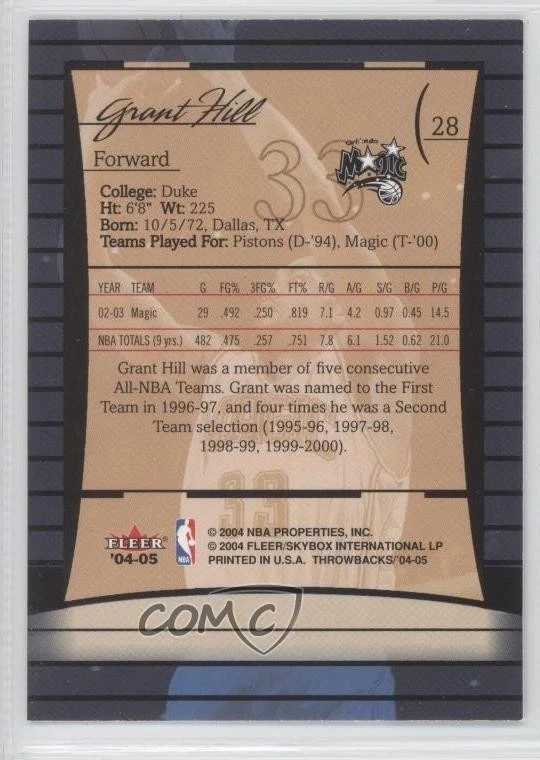 Grant Hill
28
33
Orlando
Magic
Forward
College: Duke
Ht: 6'8" Wt: 225
Born: 10/5/72, Dallas, TX
Teams Played For: Pistons (D-'94), Magic (T-'00)
YEAR TEAM G FG% 3FG% FT% R/G A/G S/G B/G P/G
02-03 Magic 29 .492 .250 .819 7.1 4.2 0.97 0.45 14.5
NBA TOTALS (9 yrs.) 482 .475 .257 .751 7.8 6.1 1.52 0.62 21.0
Grant Hill was a member of five consecutive
All-NBA Teams. Grant was named to the First
Team in 1996-97, and four times he was a Second
Team selection (1995-96, 1997-98,
1998-99, 1999-2000).
33
FLEER
'04-05
NBA
© 2004 NBA PROPERTIES, INC.
© 2004 FLEER/SKYBOX INTERNATIONAL LP
PRINTED IN U.S.A. THROWBACKS/'04-05
COMC